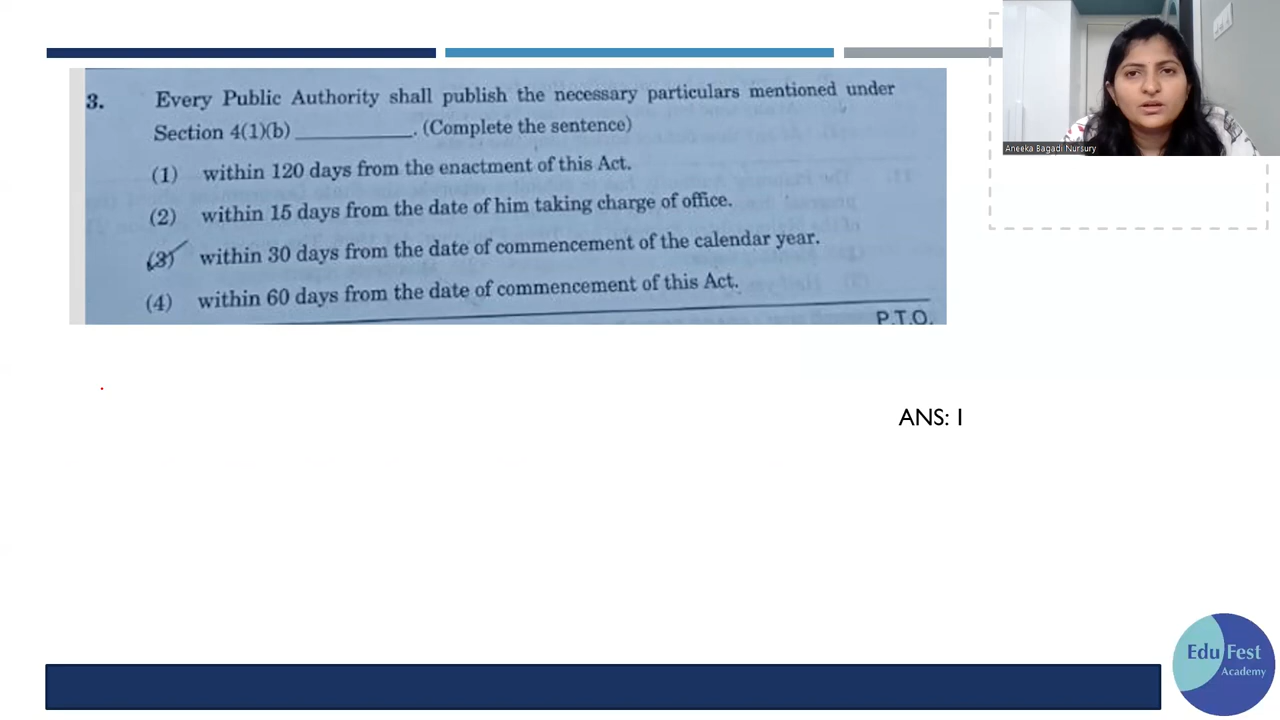 3. Every Public Authority shall publish the necessary particulars mentioned under
Section 4(1)(b) __________. (Complete the sentence)
(1) within 120 days from the enactment of this Act.
(2) within 15 days from the date of him taking charge of office.
(3) within 30 days from the date of commencement of the calendar year.
(4) within 60 days from the date of commencement of this Act.
P.T.O.
ANS: 1
Aneeka Bagadi Nursury
Edu Fest
Academy